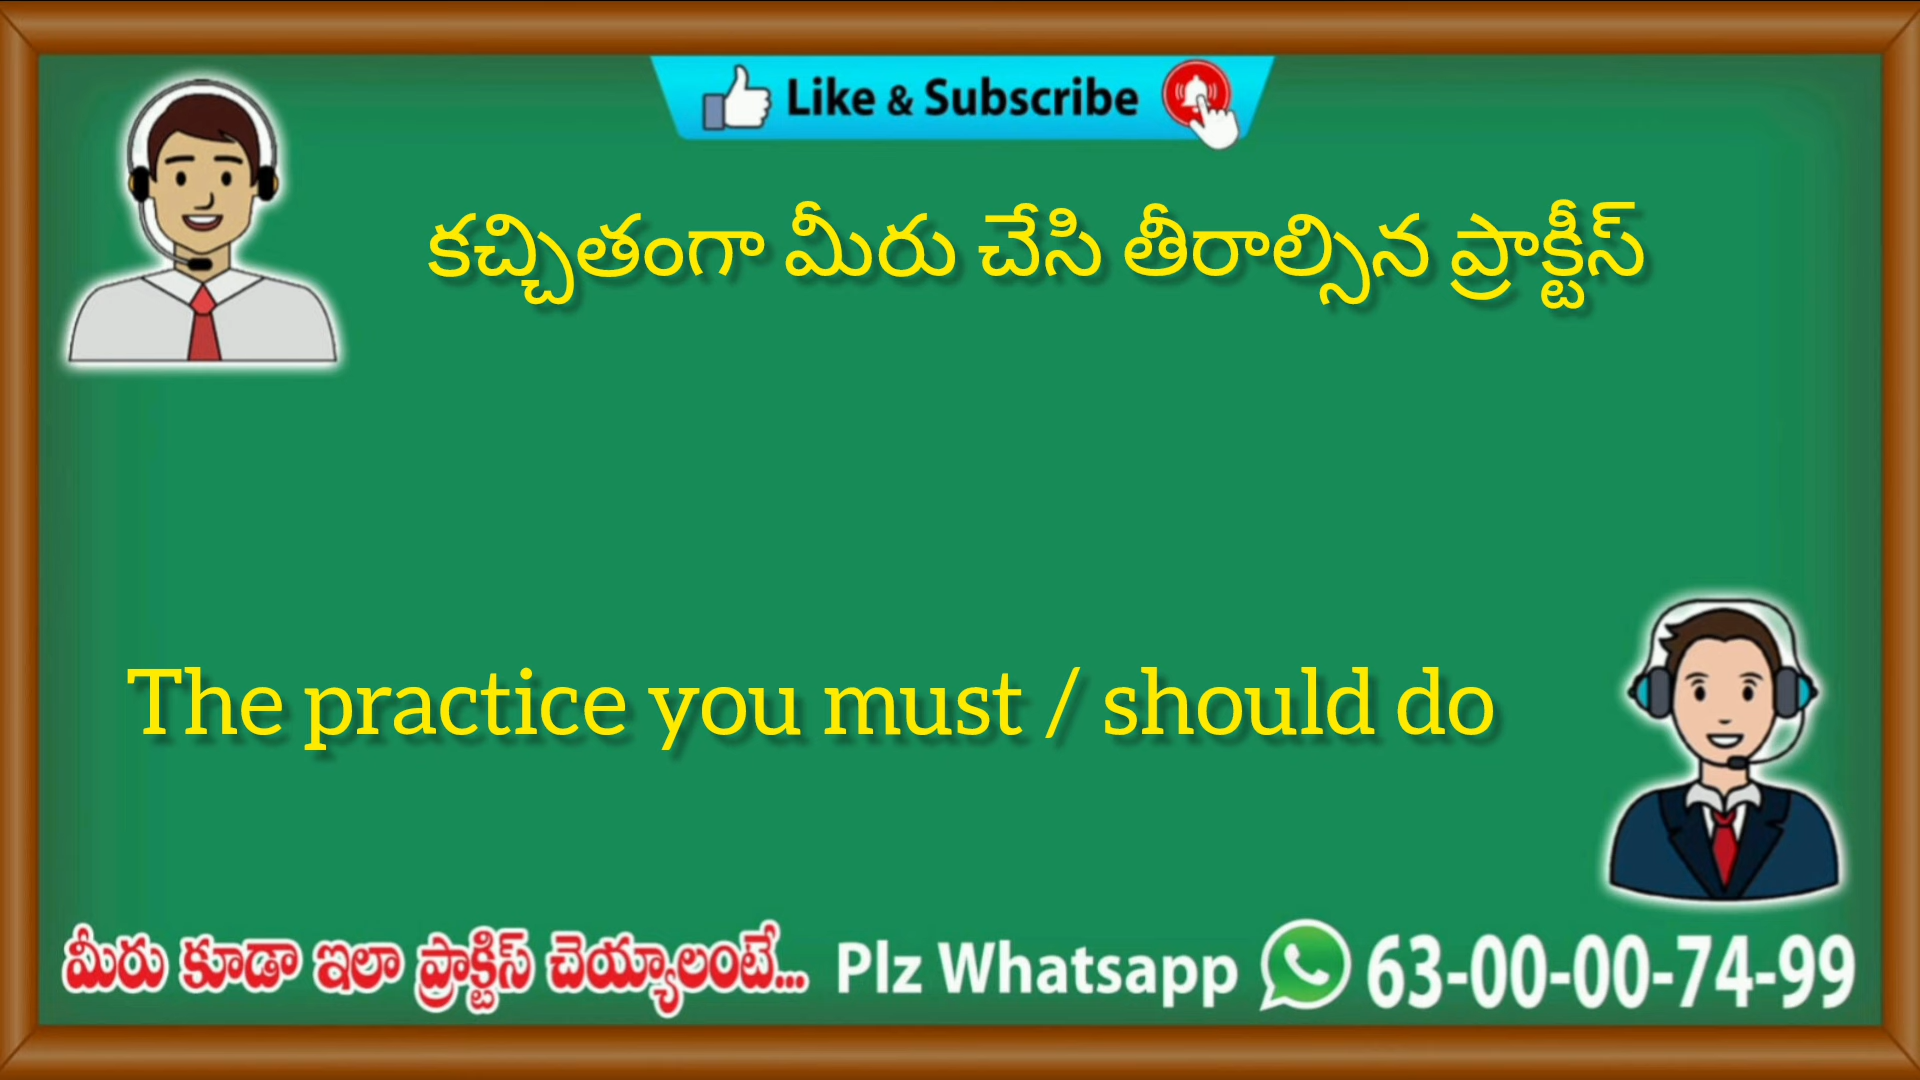 Like & Subscribe
కచ్చితంగా మీరు చేసి తీరాల్సిన ప్రాక్టీస్
The practice you must / should do
మీరు కూడా ఇలా ప్రాక్టిస్ చెయ్యాలంటే... Plz Whatsapp 63-00-00-74-99